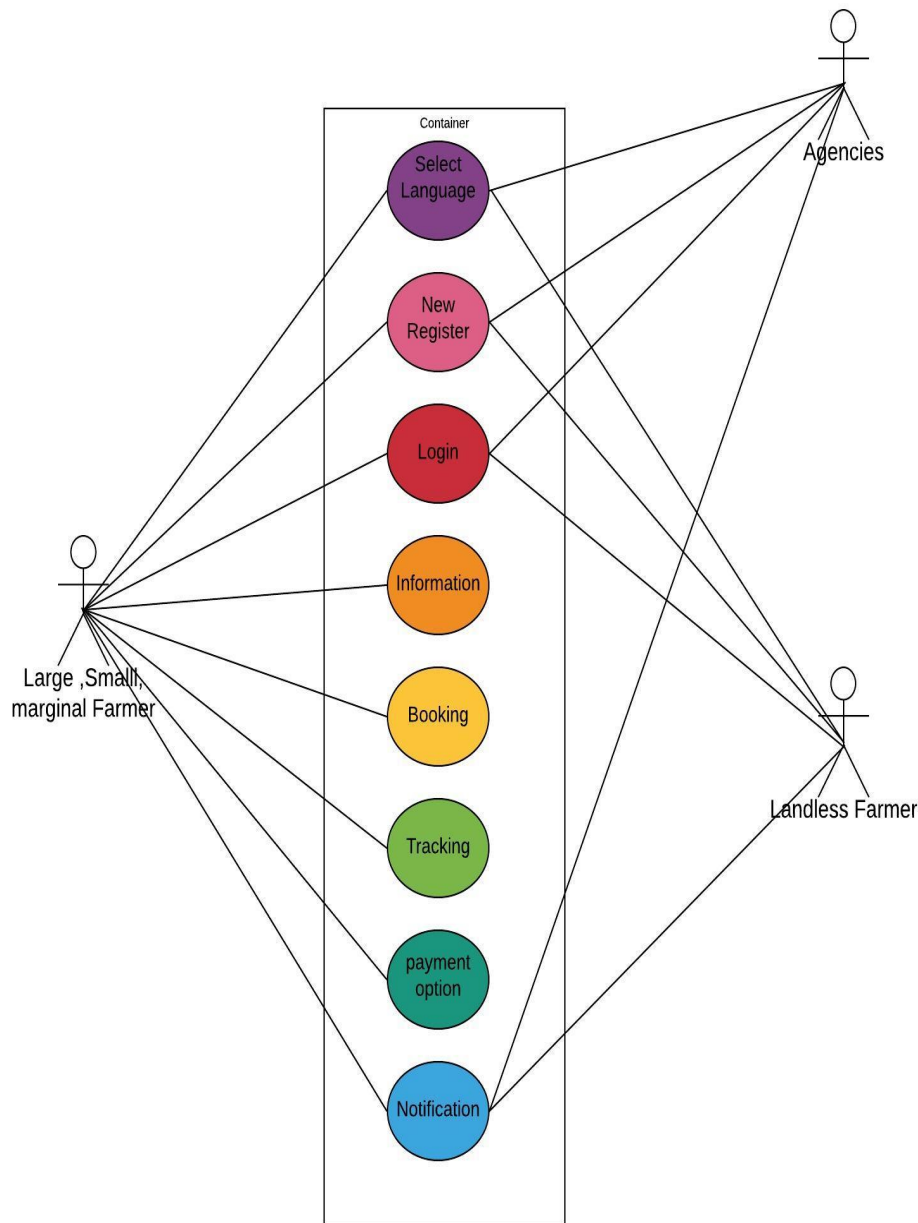 Container
Agencies
Select
Language
New
Register
Login
Information
Large ,Smalll,
marginal Farmer
Booking
Landless Farmer
Tracking
payment
option
Notification